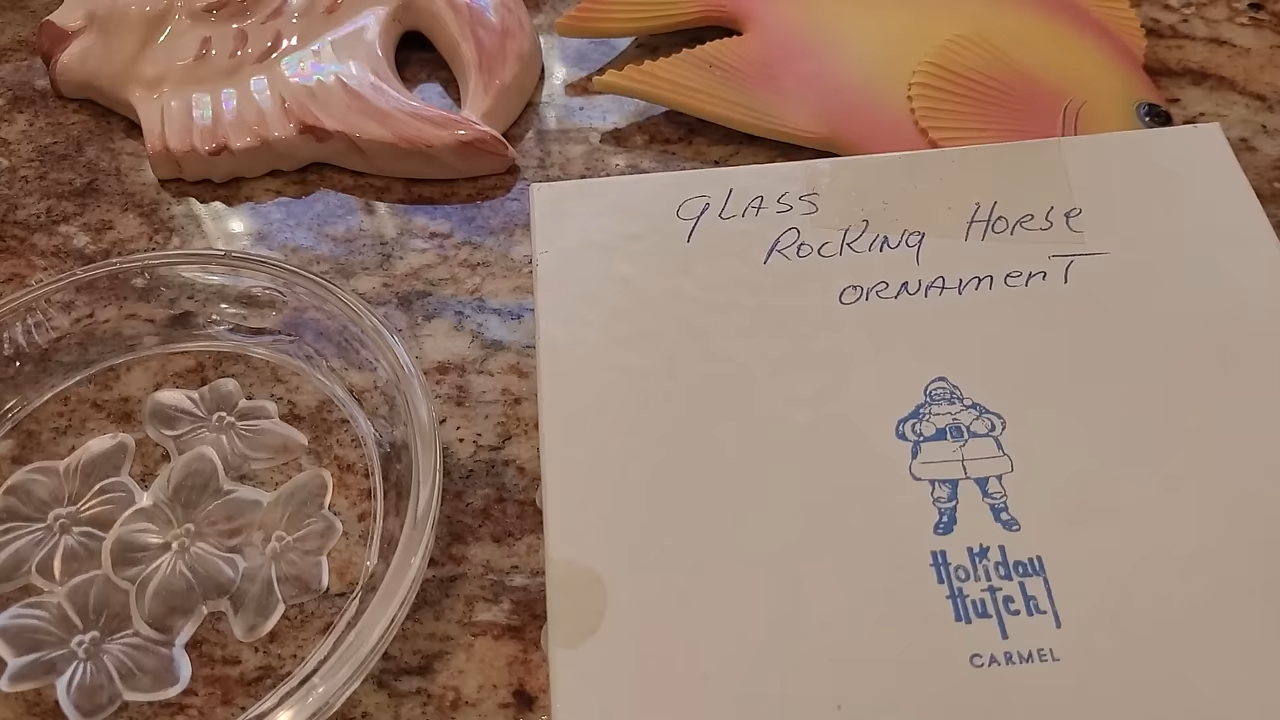 GLASS
ROCKING HORSE
ORNAMENT
Holiday
Hutch
CARMEL